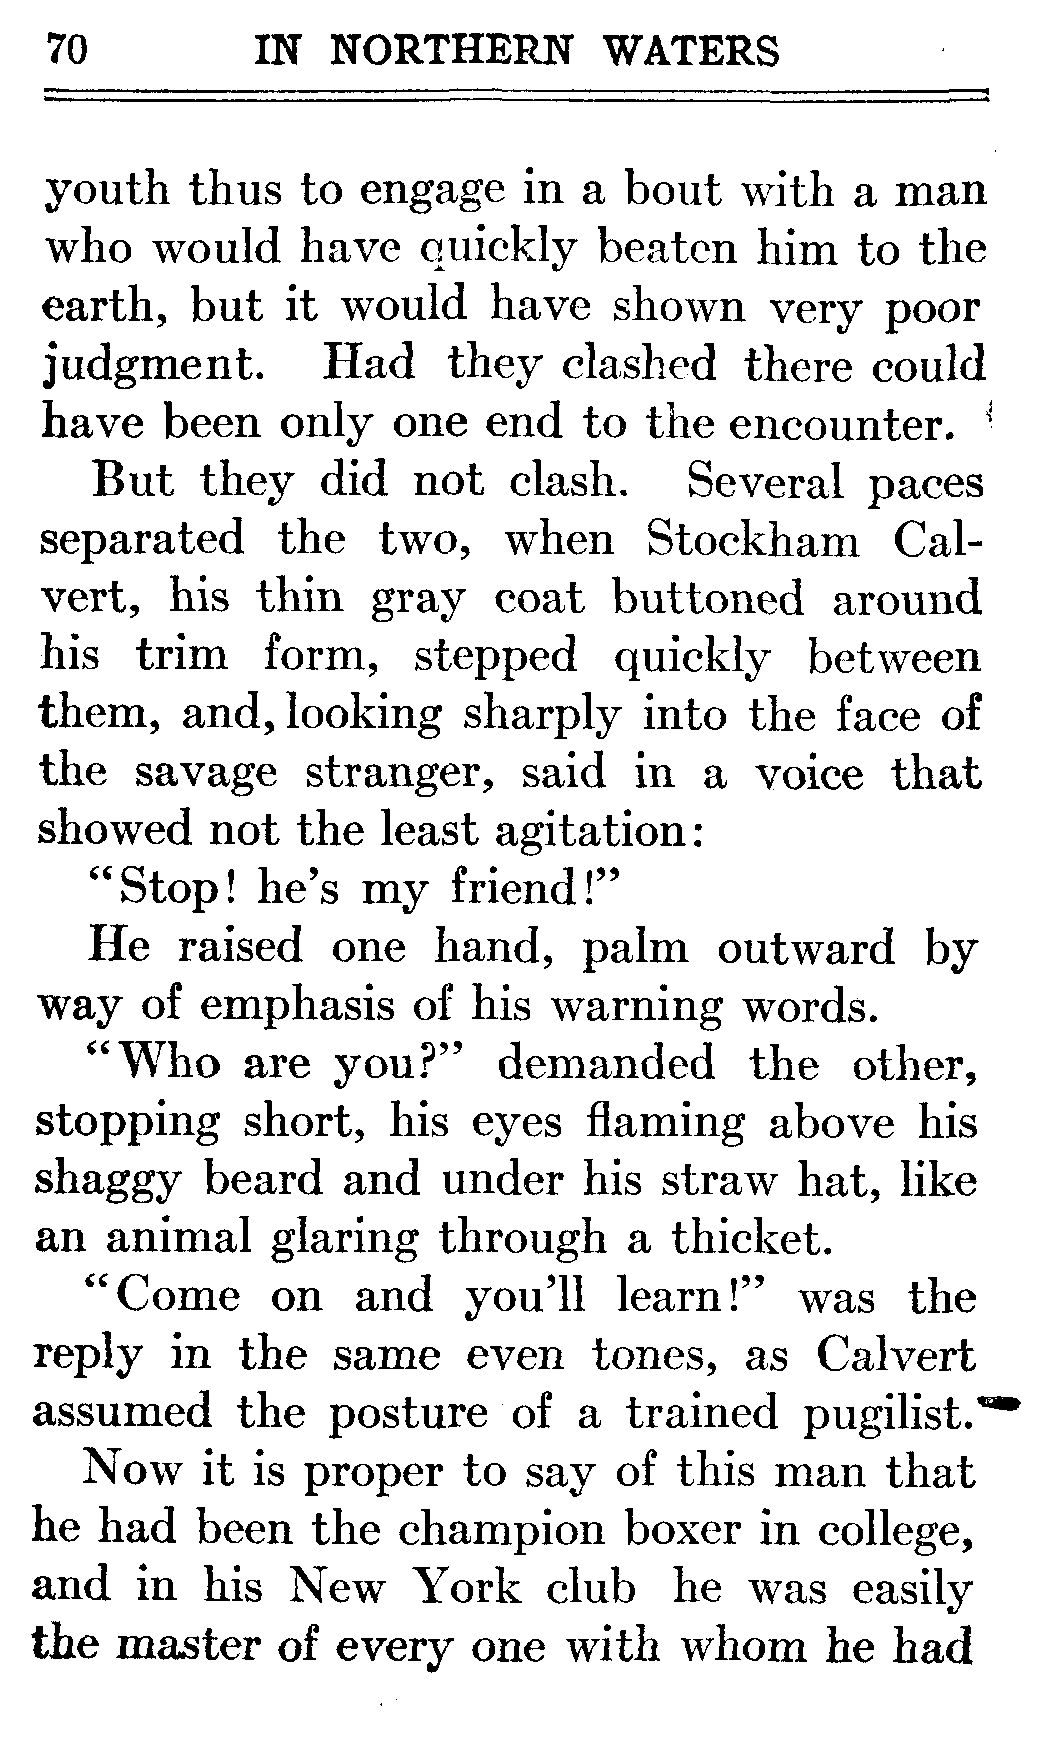 70 IN NORTHERN WATERS
youth thus to engage in a bout with a man
who would have quickly beaten him to the
earth, but it would have shown very poor
judgment. Had they clashed there could
have been only one end to the encounter.
But they did not clash. Several paces
separated the two, when Stockham Cal-
vert, his thin gray coat buttoned around
his trim form, stepped quickly between
them, and, looking sharply into the face of
the savage stranger, said in a voice that
showed not the least agitation:
“Stop! he’s my friend!”
He raised one hand, palm outward by
way of emphasis of his warning words.
“Who are you?” demanded the other,
stopping short, his eyes flaming above his
shaggy beard and under his straw hat, like
an animal glaring through a thicket.
“Come on and you’ll learn!” was the
reply in the same even tones, as Calvert
assumed the posture of a trained pugilist.
Now it is proper to say of this man that
he had been the champion boxer in college,
and in his New York club he was easily
the master of every one with whom he had